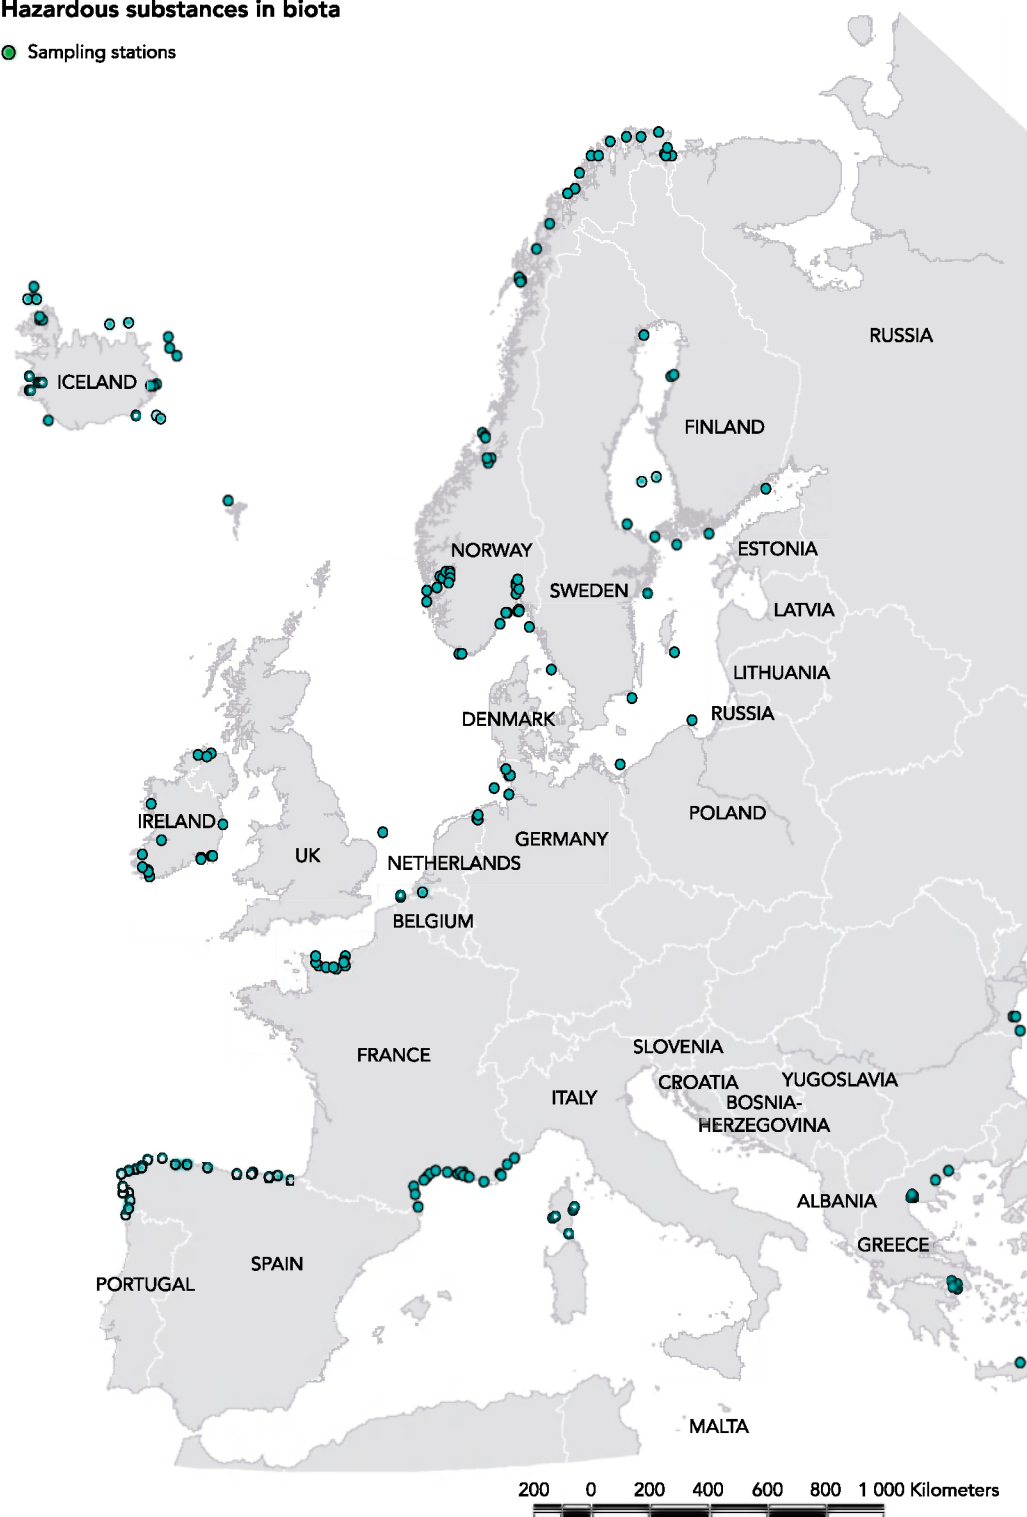 Hazardous substances in biota
Sampling stations
RUSSIA
ICELAND
FINLAND
NORWAY
ESTONIA
SWEDEN
LATVIA
LITHUANIA
DENMARK
RUSSIA
IRELAND
POLAND
GERMANY
UK
NETHERLANDS
BELGIUM
FRANCE
SLOVENIA
CROATIA
YUGOSLAVIA
ITALY
BOSNIA-
HERZEGOVINA
ALBANIA
GREECE
SPAIN
PORTUGAL
MALTA
200 0 200 400 600 800 1 000 Kilometers